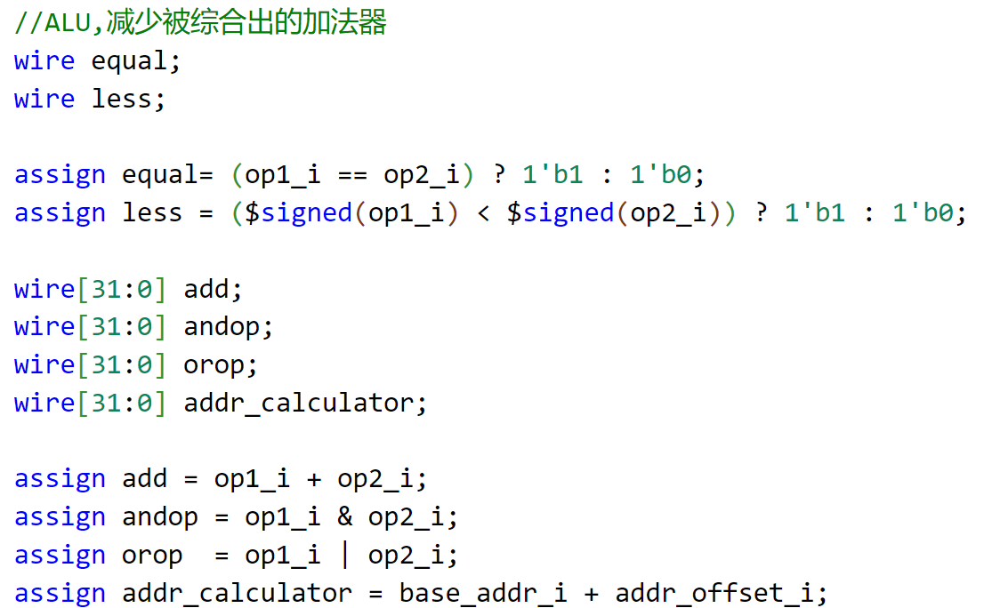 //ALU,减少被综合出的加法器
wire equal;
wire less;
assign equal= (op1_i == op2_i) ? 1'b1 : 1'b0;
assign less = ($signed(op1_i) < $signed(op2_i)) ? 1'b1 : 1'b0;
wire[31:0] add;
wire[31:0] andop;
wire[31:0] orop;
wire[31:0] addr_calculator;
assign add = op1_i + op2_i;
assign andop = op1_i & op2_i;
assign orop  = op1_i | op2_i;
assign addr_calculator = base_addr_i + addr_offset_i;